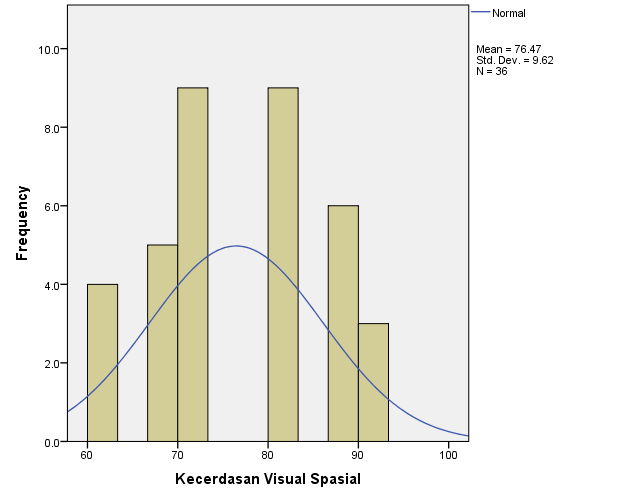 Normal
Mean = 76.47
Std. Dev. = 9.62
N = 36
Frequency
10.0
8.0
6.0
4.0
2.0
0.0
60 70 80 90 100
Kecerdasan Visual Spasial